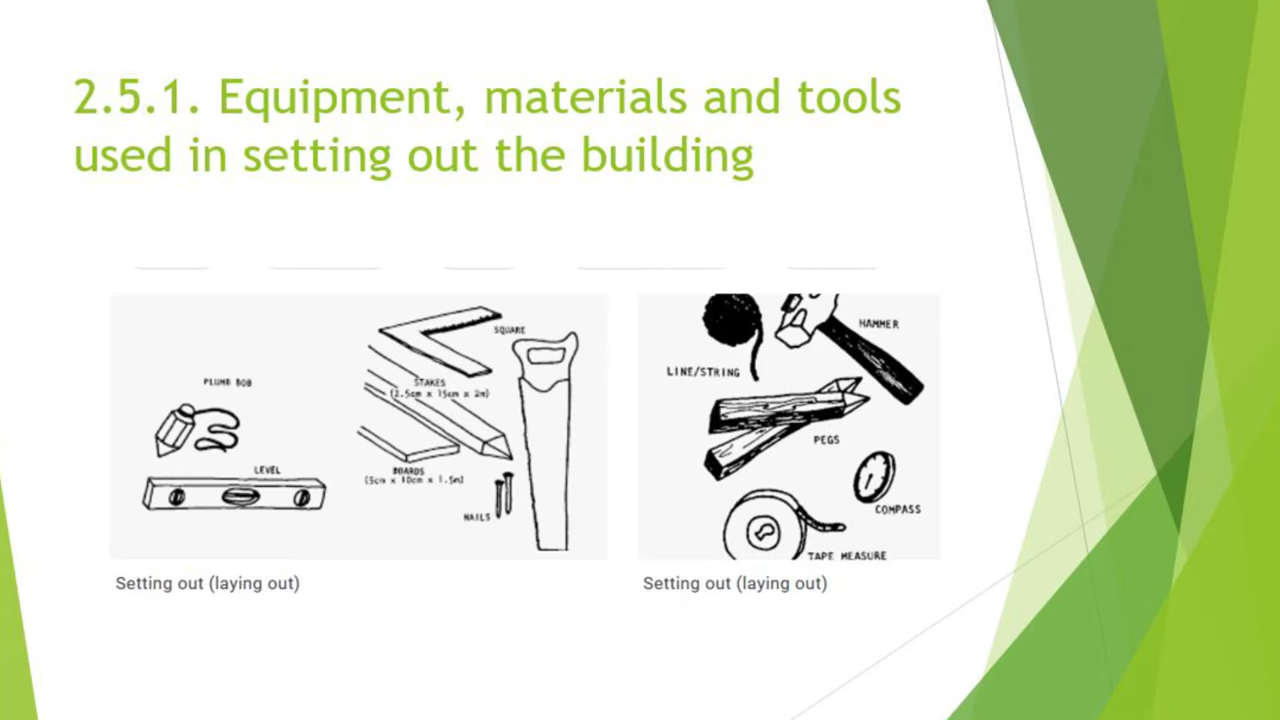 2.5.1. Equipment, materials and tools
used in setting out the building
PLUMB BOB
LEVEL
SQUARE
STAKES
(2.5cm x 15cm x 2m)
BOARDS
(5cm x 10cm x 1.5m)
NAILS
HAMMER
LINE/STRING
PEGS
COMPASS
TAPE MEASURE
Setting out (laying out)
Setting out (laying out)